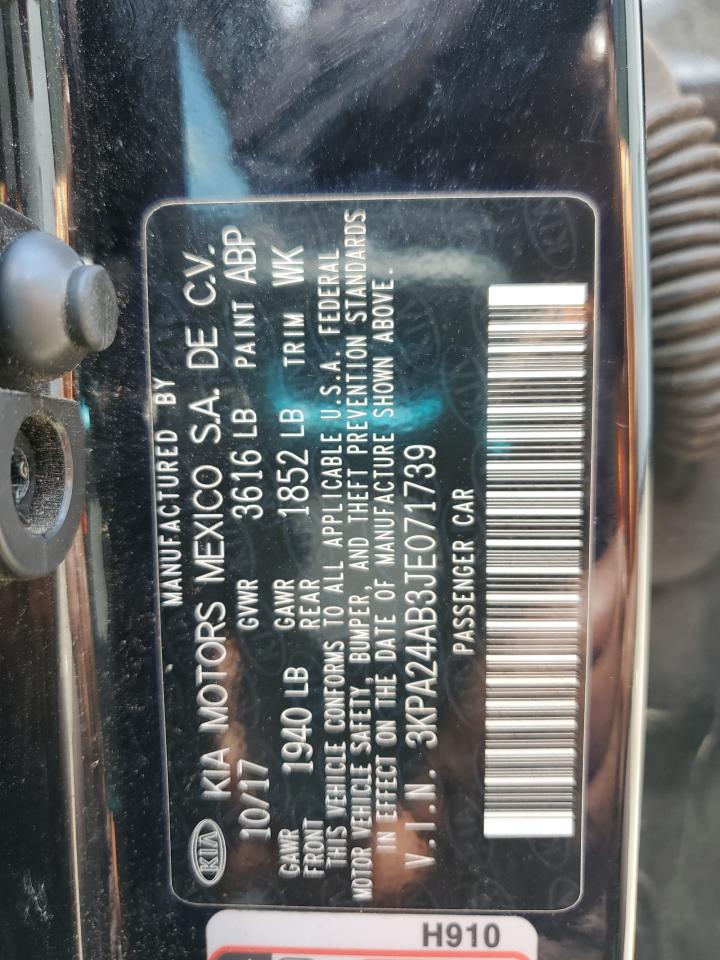 MANUFACTURED BY
KIA KIA MOTORS MEXICO S.A. DE C.V.
10/17 GVWR 3616 LB PAINT ABP
GAWR FRONT 1940 LB GAWR REAR 1852 LB TRIM WK
THIS VEHICLE CONFORMS TO ALL APPLICABLE U.S.A. FEDERAL
MOTOR VEHICLE SAFETY, BUMPER, AND THEFT PREVENTION STANDARDS
IN EFFECT ON THE DATE OF MANUFACTURE SHOWN ABOVE.
V.I.N. 3KPA24AB3JE071739
PASSENGER CAR
H910